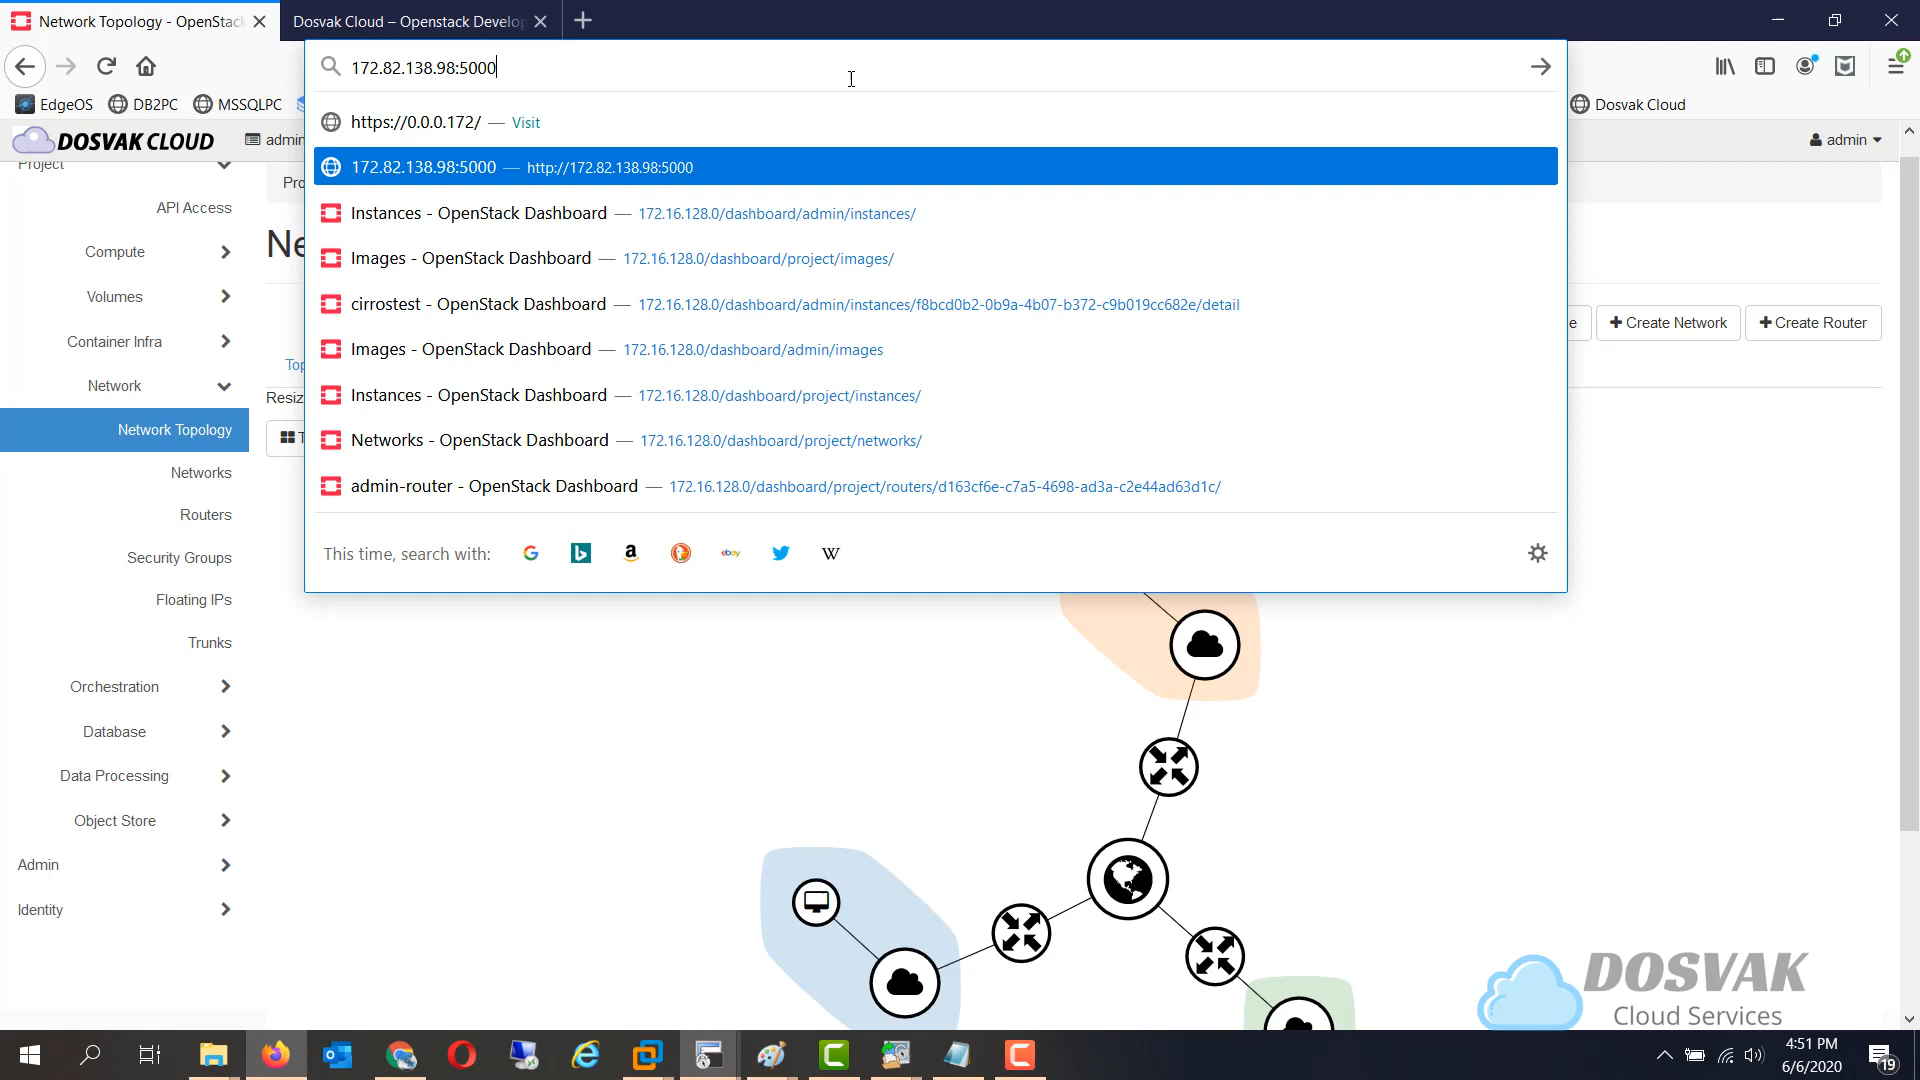 Network Topology - OpenStack
Dosvak Cloud – Openstack Develop
172.82.138.98:5000
EdgeOS DB2PC MSSQLPC
Dosvak Cloud
DOSVAK CLOUD
admin
admin
https://0.0.0.172/ — Visit
172.82.138.98:5000 — http://172.82.138.98:5000
Instances - OpenStack Dashboard — 172.16.128.0/dashboard/admin/instances/
Images - OpenStack Dashboard — 172.16.128.0/dashboard/project/images/
cirrostest - OpenStack Dashboard — 172.16.128.0/dashboard/admin/instances/f8bcd0b2-0b9a-4b07-b372-c9b019cc682e/detail
Images - OpenStack Dashboard — 172.16.128.0/dashboard/admin/images
Instances - OpenStack Dashboard — 172.16.128.0/dashboard/project/instances/
Networks - OpenStack Dashboard — 172.16.128.0/dashboard/project/networks/
admin-router - OpenStack Dashboard — 172.16.128.0/dashboard/project/routers/d163cf6e-c7a5-4698-ad3a-c2e44ad63d1c/
This time, search with:
Project
API Access
Compute
Volumes
Container Infra
Network
Network Topology
Networks
Routers
Security Groups
Floating IPs
Trunks
Orchestration
Database
Data Processing
Object Store
Admin
Identity
Pro
Ne
e
+ Create Network
+ Create Router
Top
Resiz
T
DOSVAK
Cloud Services
4:51 PM
6/6/2020
19